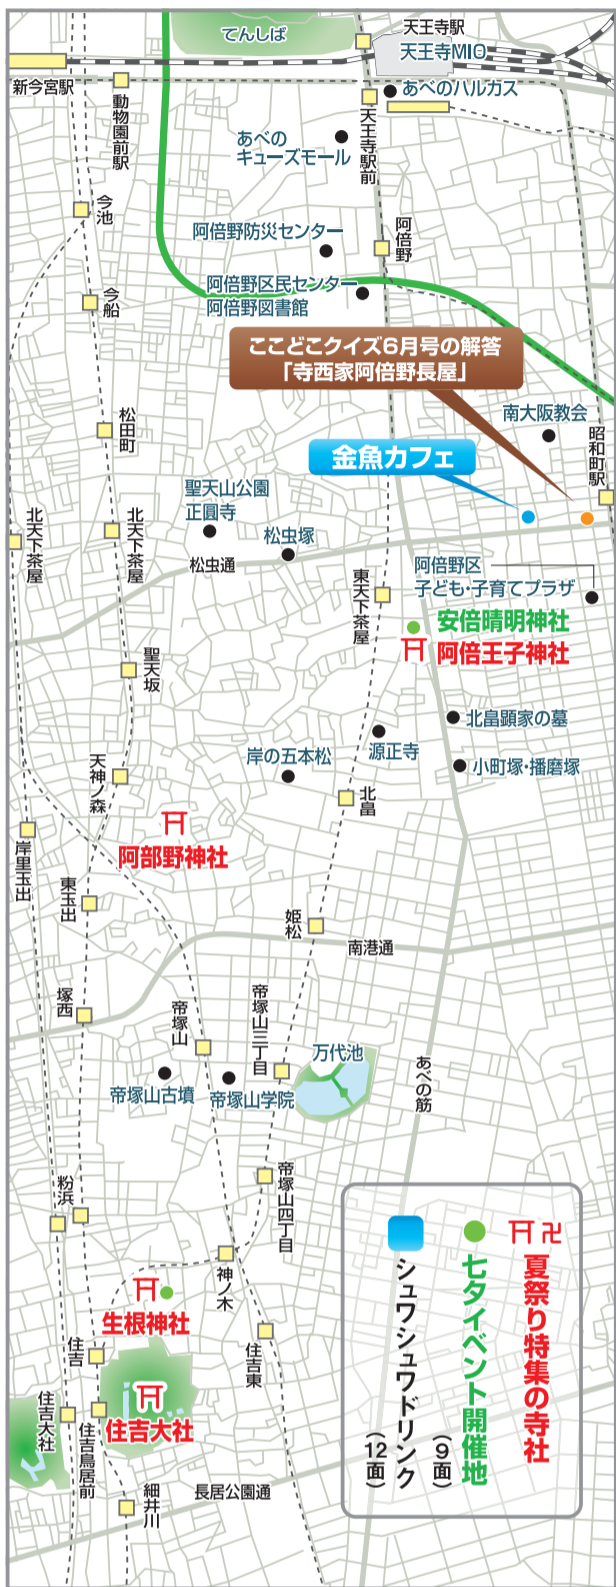 てんしば
天王寺駅
天王寺MIO
新今宮駅
動物園前駅
あべのハルカス
天王寺駅前
あべの
キューズモール
今池
阿倍野防災センター
阿倍野
阿倍野区民センター
阿倍野図書館
今船
ここどこクイズ6月号の解答
「寺西家阿倍野長屋」
南大阪教会
昭和町駅
松田町
金魚カフェ
聖天山公園
正圓寺
北天下茶屋
北天下茶屋
松虫塚
松虫通
東天下茶屋
阿倍野区
子ども・子育てプラザ
安倍晴明神社
阿倍王子神社
聖天坂
北畠顕家の墓
源正寺
岸の五本松
小町塚・播磨塚
天神ノ森
北畠
阿部野神社
岸里玉出
東玉出
姫松
南港通
塚西
帝塚山
帝塚山三丁目
万代池
あべの筋
帝塚山古墳
帝塚山学院
帝塚山四丁目
粉浜
神ノ木
生根神社
住吉
住吉東
住吉大社
住吉大社
住吉鳥居前
細井川
長居公園通
卍 夏祭り特集の寺社
七夕イベント開催地
(9面)
シュワシュワドリンク
(12面)